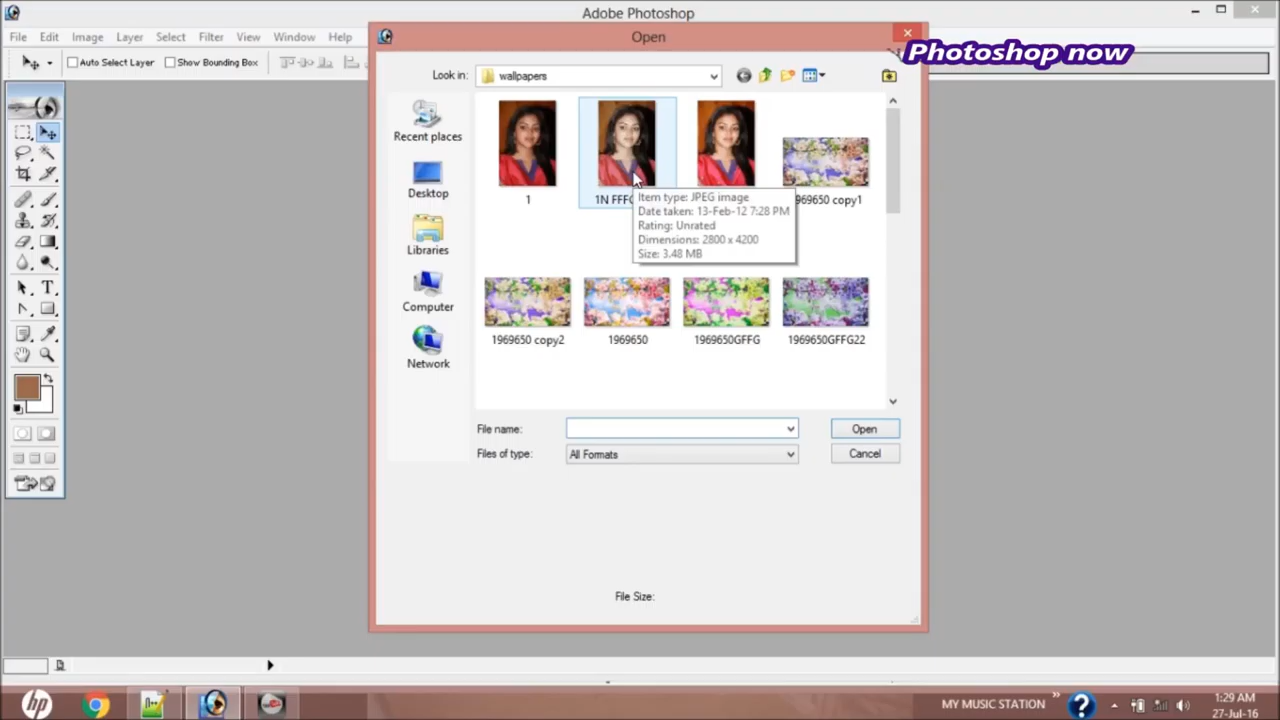 Adobe Photoshop
File Edit Image Layer Select Filter View Window Help
Open
Photoshop now
Auto Select Layer Show Bounding Box
Look in: wallpapers
Recent places
Desktop
Libraries
Computer
Network
1
1N FFF
1969650 copy1
Item type: JPEG image
Date taken: 13-Feb-12 7:28 PM
Rating: Unrated
Dimensions: 2800 x 4200
Size: 3.48 MB
1969650 copy2 1969650 1969650GFFG 1969650GFFG22
File name: Open
Files of type: All Formats Cancel
File Size:
hp MY MUSIC STATION » 1:29 AM
27-Jul-16